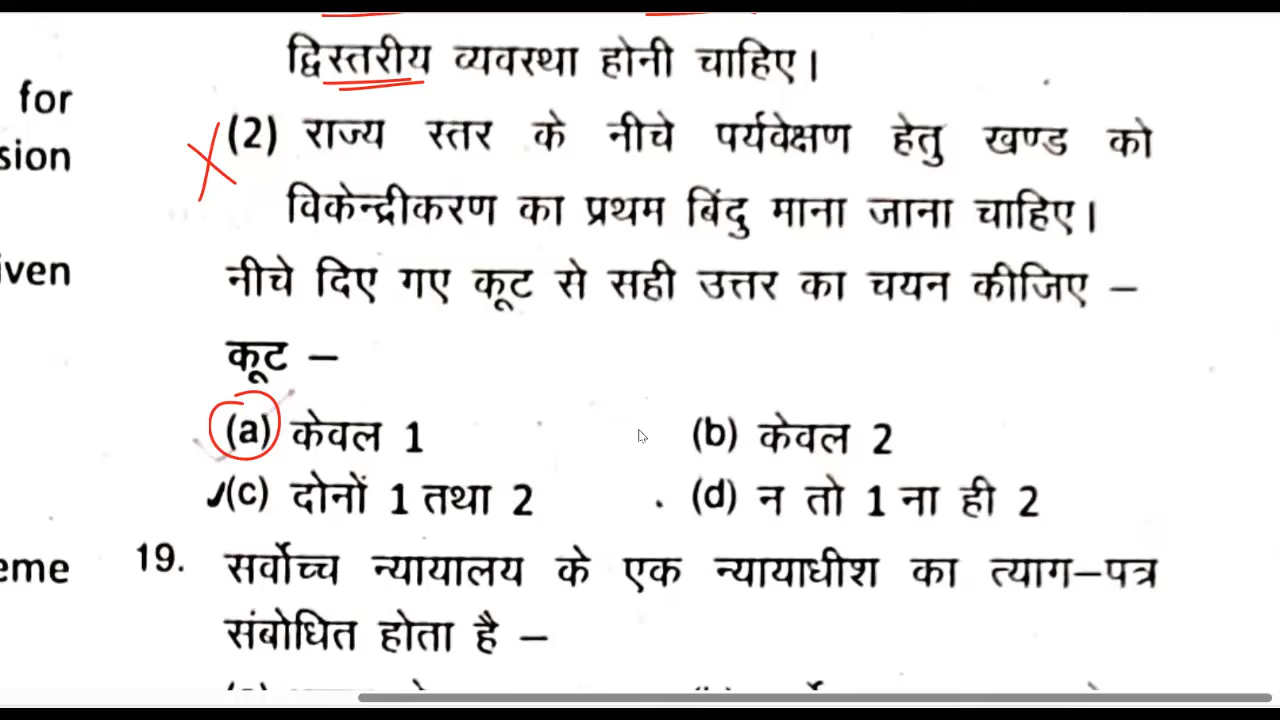 द्विस्तरीय व्यवस्था होनी चाहिए।
for
(2) राज्य स्तर के नीचे पर्यवेक्षण हेतु खण्ड को
sion
विकेन्द्रीकरण का प्रथम बिंदु माना जाना चाहिए।
iven
नीचे दिए गए कूट से सही उत्तर का चयन कीजिए –
कूट –
(a) केवल 1
(b) केवल 2
(c) दोनों 1 तथा 2
(d) न तो 1 ना ही 2
eme
19. सर्वोच्च न्यायालय के एक न्यायाधीश का त्याग–पत्र
संबोधित होता है –